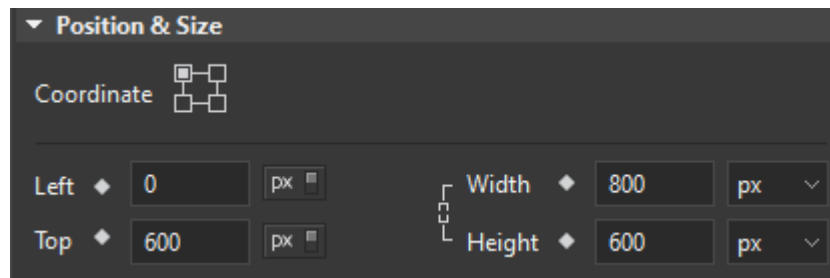 Position & Size
Coordinate
Left 0 px Width 800 px
Top 600 px Height 600 px